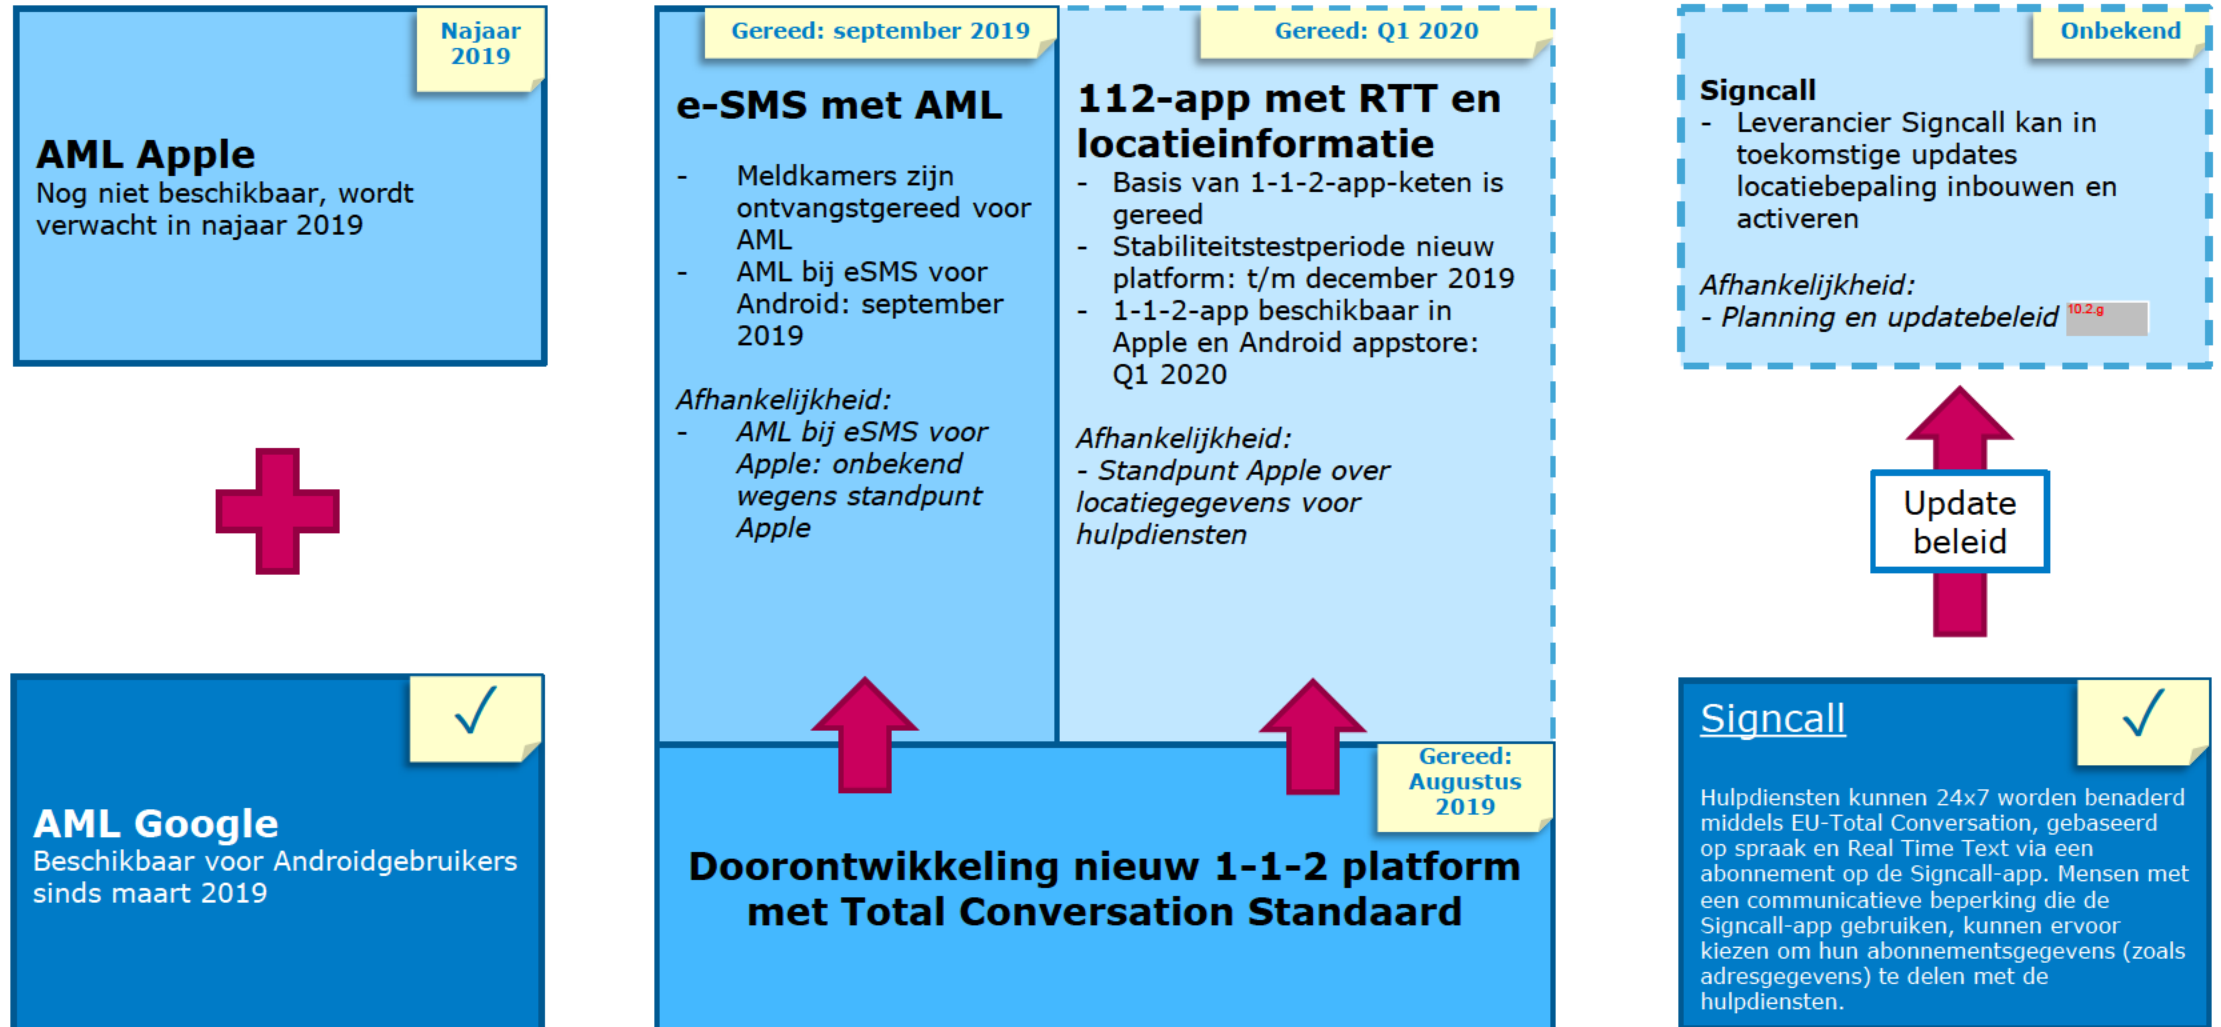 Najaar
2019
AML Apple
Nog niet beschikbaar, wordt
verwacht in najaar 2019
✓
AML Google
Beschikbaar voor Androidgebruikers
sinds maart 2019
Gereed: september 2019
e-SMS met AML
- Meldkamers zijn
ontvangstgereed voor
AML
- AML bij eSMS voor
Android: september
2019
Afhankelijkheid:
- AML bij eSMS voor
Apple: onbekend
wegens standpunt
Apple
Gereed: Q1 2020
112-app met RTT en
locatieinformatie
- Basis van 1-1-2-app-keten is
gereed
- Stabiliteitstestperiode nieuw
platform: t/m december 2019
- 1-1-2-app beschikbaar in
Apple en Android appstore:
Q1 2020
Afhankelijkheid:
- Standpunt Apple over
locatiegegevens voor
hulpdiensten
Gereed:
Augustus
2019
Doorontwikkeling nieuw 1-1-2 platform
met Total Conversation Standaard
Onbekend
Signcall
- Leverancier Signcall kan in
toekomstige updates
locatiebepaling inbouwen en
activeren
Afhankelijkheid:
- Planning en updatebeleid 10.2.g
Update
beleid
✓
Signcall
Hulpdiensten kunnen 24x7 worden benaderd
middels EU-Total Conversation, gebaseerd
op spraak en Real Time Text via een
abonnement op de Signcall-app. Mensen met
een communicatieve beperking die de
Signcall-app gebruiken, kunnen ervoor
kiezen om hun abonnementsgegevens (zoals
adresgegevens) te delen met de
hulpdiensten.